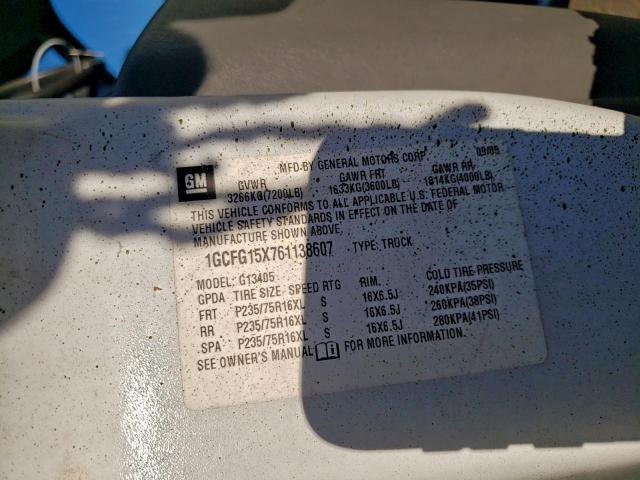 GM
MFD BY GENERAL MOTORS CORP 09/05
GVWR GAWR FRT GAWR RR
3266KG(7200LB) 1633KG(3600LB) 1814KG(4000LB)
THIS VEHICLE CONFORMS TO ALL APPLICABLE U.S. FEDERAL MOTOR
VEHICLE SAFETY STANDARDS IN EFFECT ON THE DATE OF
MANUFACTURE SHOWN ABOVE.
1GCFG15X761138607 TYPE: TRUCK
MODEL: G13405
GPDA TIRE SIZE SPEED RTG RIM COLD TIRE PRESSURE
FRT P235/75R16XL S 16X6.5J 240KPA(35PSI)
RR P235/75R16XL S 16X6.5J 260KPA(38PSI)
SPA P235/75R16XL S 16X6.5J 280KPA(41PSI)
SEE OWNER'S MANUAL FOR MORE INFORMATION.